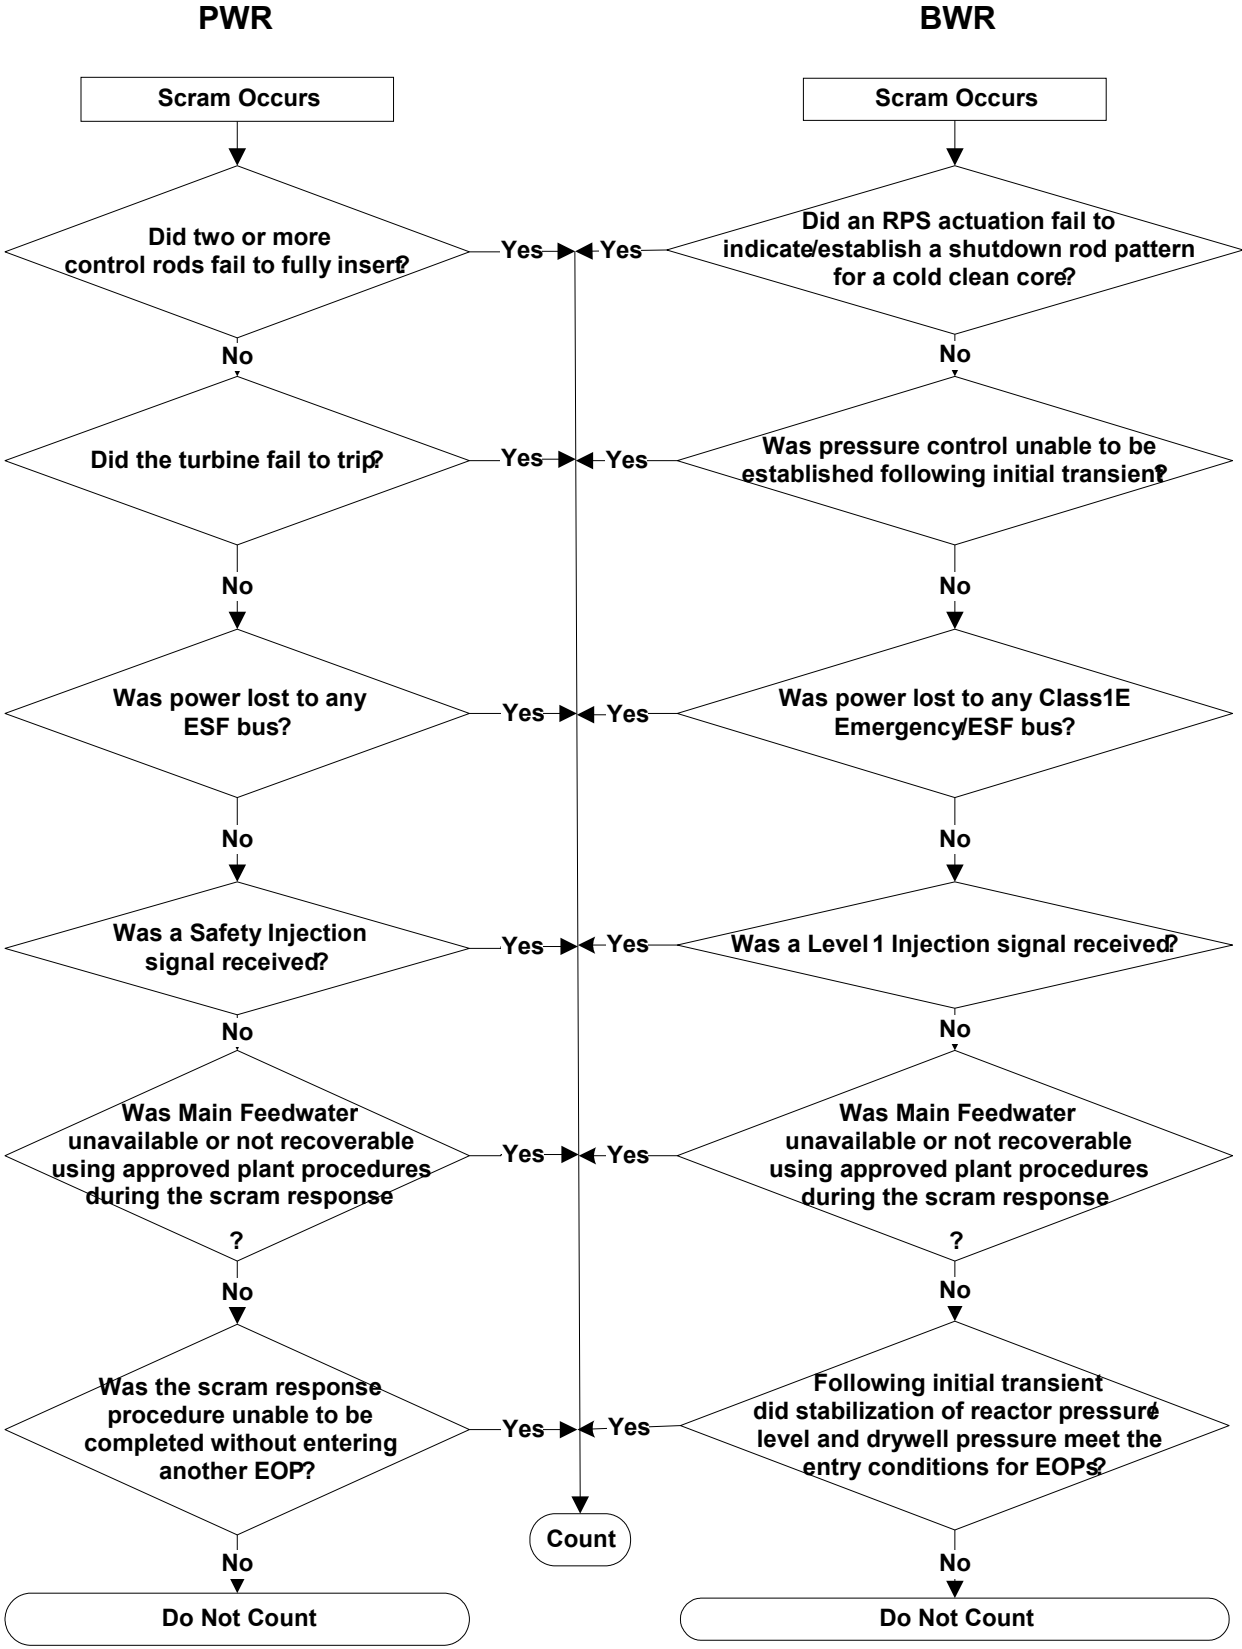 PWR
BWR
Scram Occurs
Scram Occurs
Did two or more
control rods fail to fully insert?
Yes
Yes
Did an RPS actuation fail to
indicate/establish a shutdown rod pattern
for a cold clean core?
No
No
Did the turbine fail to trip?
Yes
Yes
Was pressure control unable to be
established following initial transient?
No
No
Was power lost to any
ESF bus?
Yes
Yes
Was power lost to any Class1E
Emergency/ESF bus?
No
No
Was a Safety Injection
signal received?
Yes
Yes
Was a Level 1 Injection signal received?
No
No
Was Main Feedwater
unavailable or not recoverable
using approved plant procedures
during the scram response
?
Yes
Yes
Was Main Feedwater
unavailable or not recoverable
using approved plant procedures
during the scram response
?
No
No
Was the scram response
procedure unable to be
completed without entering
another EOP?
Yes
Yes
Following initial transient
did stabilization of reactor pressure/
level and drywell pressure meet the
entry conditions for EOPs?
Count
No
No
Do Not Count
Do Not Count